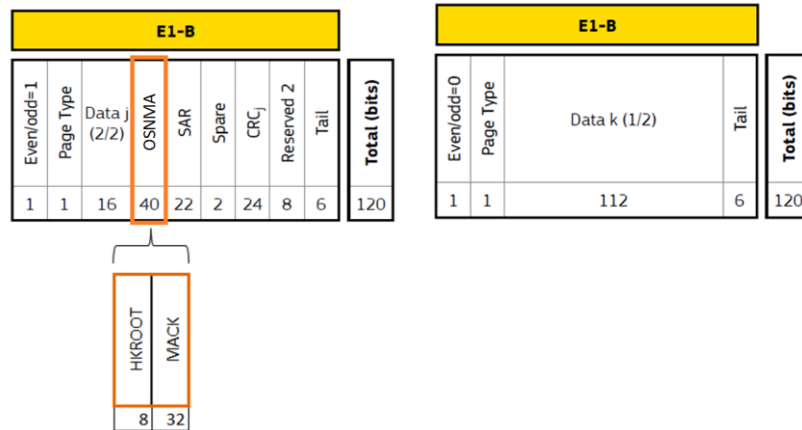 E1-B
Even/odd=1
Page Type
Data j
(2/2)
OSNMA
SAR
Spare
CRCj
Reserved 2
Tail
Total (bits)
1 1 16 40 22 2 24 8 6 120
HKROOT
MACK
8 32
E1-B
Even/odd=0
Page Type
Data k (1/2)
Tail
Total (bits)
1 1 112 6 120